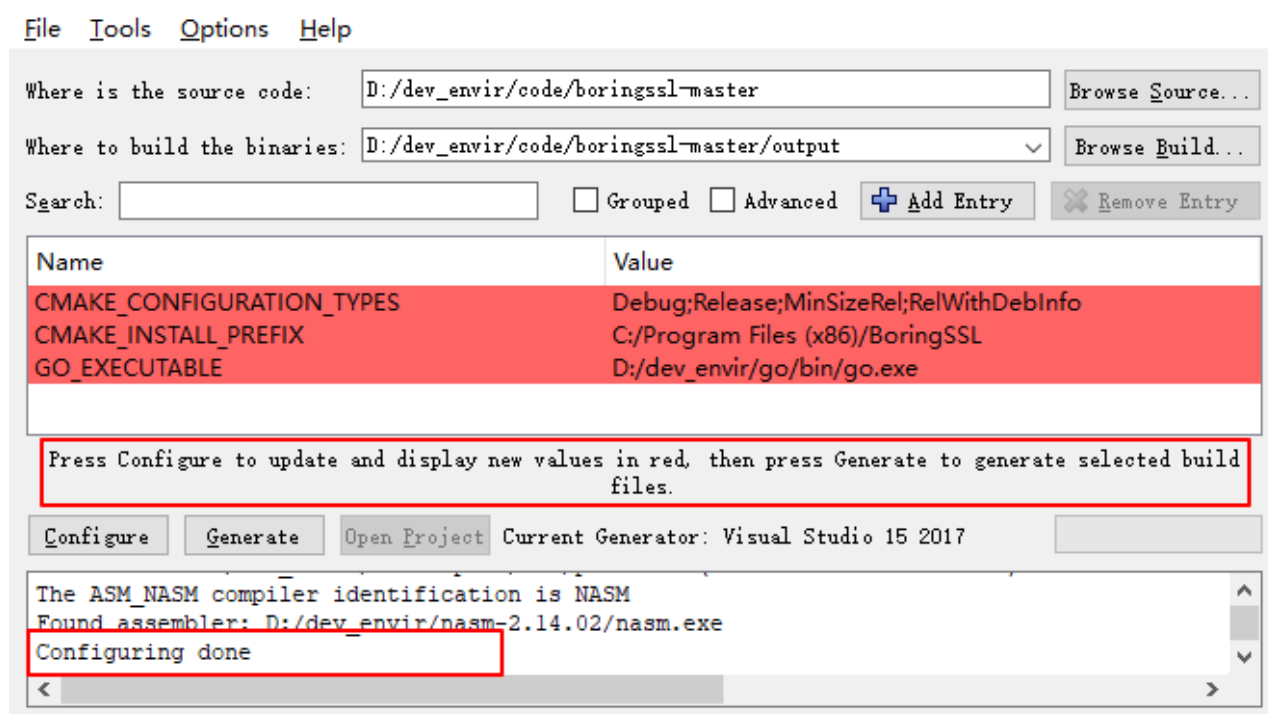 File Tools Options Help
Where is the source code: D:/dev_envir/code/boringssl-master Browse Source...
Where to build the binaries: D:/dev_envir/code/boringssl-master/output Browse Build...
Search: Grouped Advanced Add Entry Remove Entry
Name Value
CMAKE_CONFIGURATION_TYPES Debug;Release;MinSizeRel;RelWithDebInfo
CMAKE_INSTALL_PREFIX C:/Program Files (x86)/BoringSSL
GO_EXECUTABLE D:/dev_envir/go/bin/go.exe
Press Configure to update and display new values in red, then press Generate to generate selected build
files.
Configure Generate Open Project Current Generator: Visual Studio 15 2017
The ASM_NASM compiler identification is NASM
Found assembler: D:/dev_envir/nasm-2.14.02/nasm.exe
Configuring done